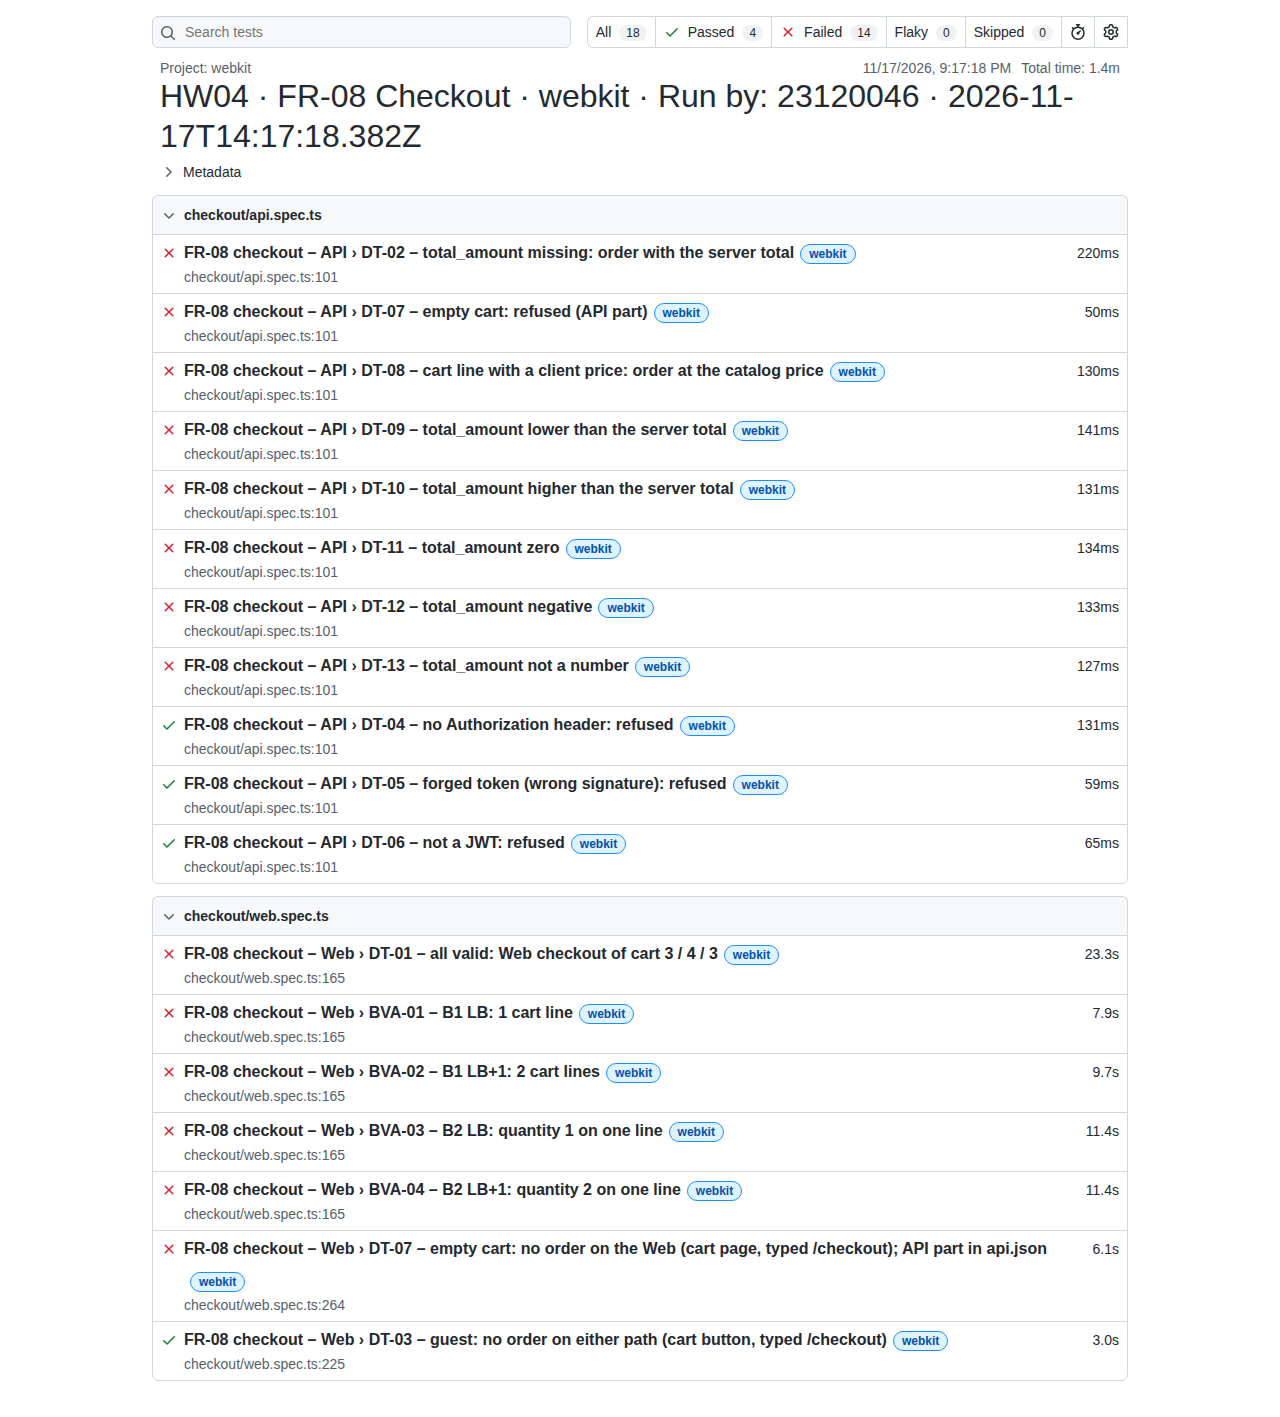 Search tests
All 18 Passed 4 Failed 14 Flaky 0 Skipped 0
Project: webkit 11/17/2026, 9:17:18 PM Total time: 1.4m
HW04 · FR-08 Checkout · webkit · Run by: 23120046 · 2026-11-
17T14:17:18.382Z
Metadata
checkout/api.spec.ts
FR-08 checkout – API › DT-02 – total_amount missing: order with the server total webkit 220ms
checkout/api.spec.ts:101
FR-08 checkout – API › DT-07 – empty cart: refused (API part) webkit 50ms
checkout/api.spec.ts:101
FR-08 checkout – API › DT-08 – cart line with a client price: order at the catalog price webkit 130ms
checkout/api.spec.ts:101
FR-08 checkout – API › DT-09 – total_amount lower than the server total webkit 141ms
checkout/api.spec.ts:101
FR-08 checkout – API › DT-10 – total_amount higher than the server total webkit 131ms
checkout/api.spec.ts:101
FR-08 checkout – API › DT-11 – total_amount zero webkit 134ms
checkout/api.spec.ts:101
FR-08 checkout – API › DT-12 – total_amount negative webkit 133ms
checkout/api.spec.ts:101
FR-08 checkout – API › DT-13 – total_amount not a number webkit 127ms
checkout/api.spec.ts:101
FR-08 checkout – API › DT-04 – no Authorization header: refused webkit 131ms
checkout/api.spec.ts:101
FR-08 checkout – API › DT-05 – forged token (wrong signature): refused webkit 59ms
checkout/api.spec.ts:101
FR-08 checkout – API › DT-06 – not a JWT: refused webkit 65ms
checkout/api.spec.ts:101
checkout/web.spec.ts
FR-08 checkout – Web › DT-01 – all valid: Web checkout of cart 3 / 4 / 3 webkit 23.3s
checkout/web.spec.ts:165
FR-08 checkout – Web › BVA-01 – B1 LB: 1 cart line webkit 7.9s
checkout/web.spec.ts:165
FR-08 checkout – Web › BVA-02 – B1 LB+1: 2 cart lines webkit 9.7s
checkout/web.spec.ts:165
FR-08 checkout – Web › BVA-03 – B2 LB: quantity 1 on one line webkit 11.4s
checkout/web.spec.ts:165
FR-08 checkout – Web › BVA-04 – B2 LB+1: quantity 2 on one line webkit 11.4s
checkout/web.spec.ts:165
FR-08 checkout – Web › DT-07 – empty cart: no order on the Web (cart page, typed /checkout); API part in api.json 6.1s
webkit
checkout/web.spec.ts:264
FR-08 checkout – Web › DT-03 – guest: no order on either path (cart button, typed /checkout) webkit 3.0s
checkout/web.spec.ts:225